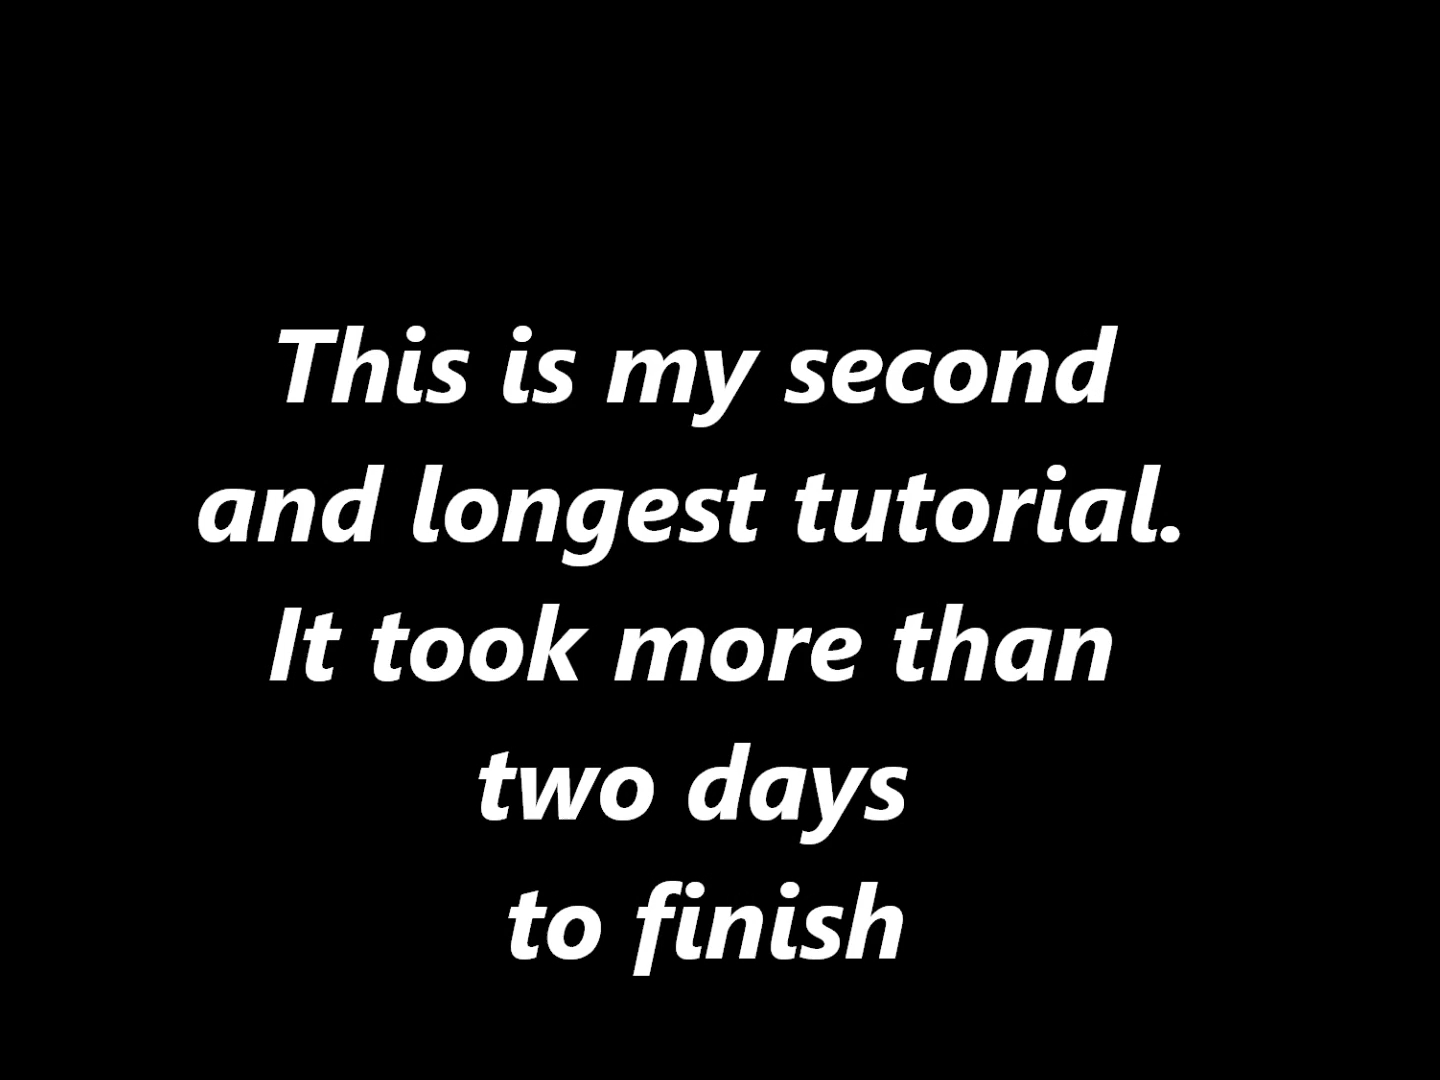 This is my second
and longest tutorial.
It took more than
two days
to finish